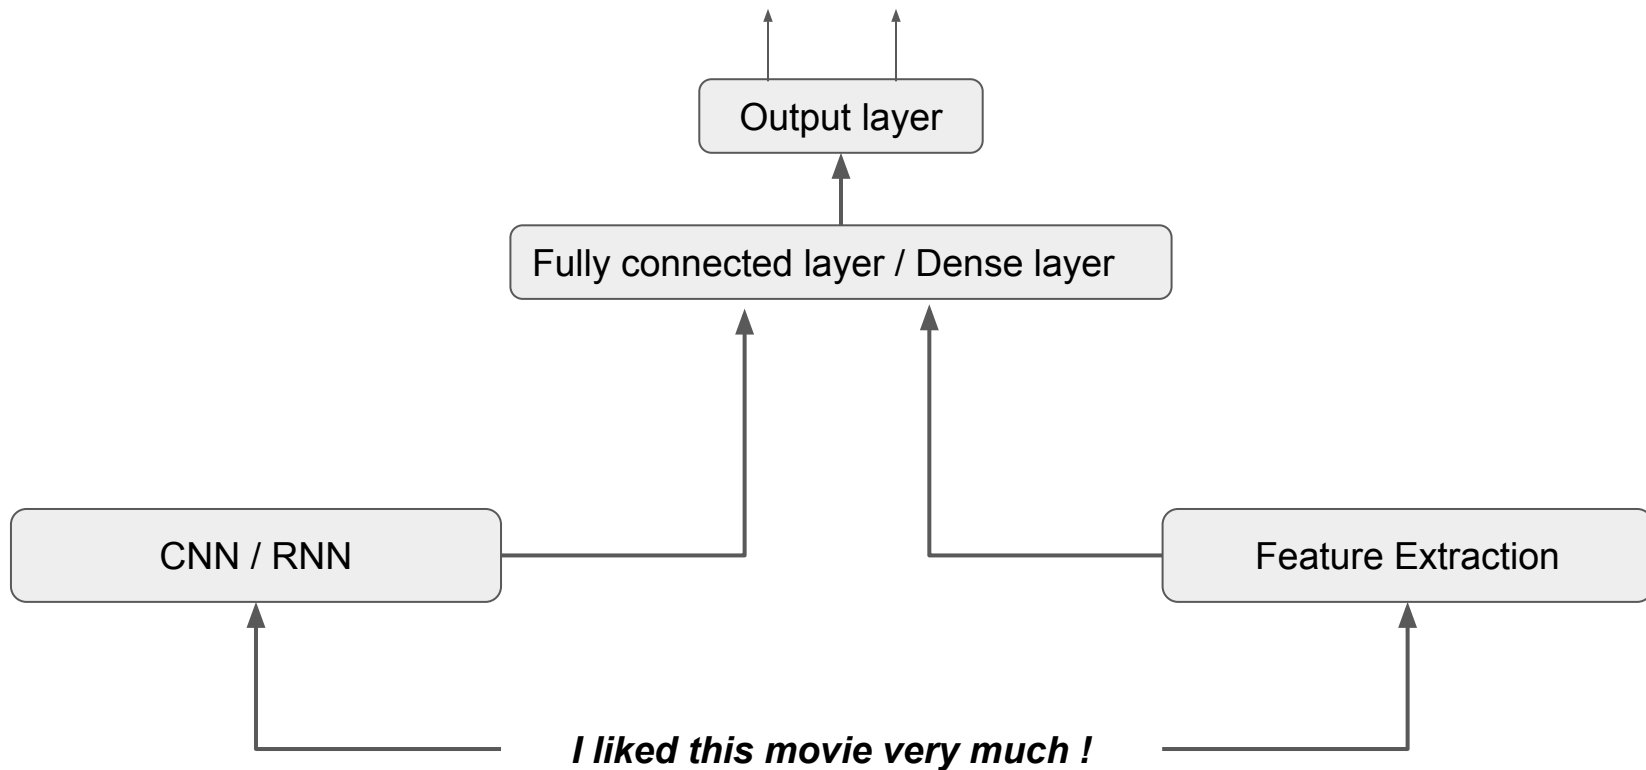 Output layer
Fully connected layer / Dense layer
CNN / RNN
Feature Extraction
I liked this movie very much !